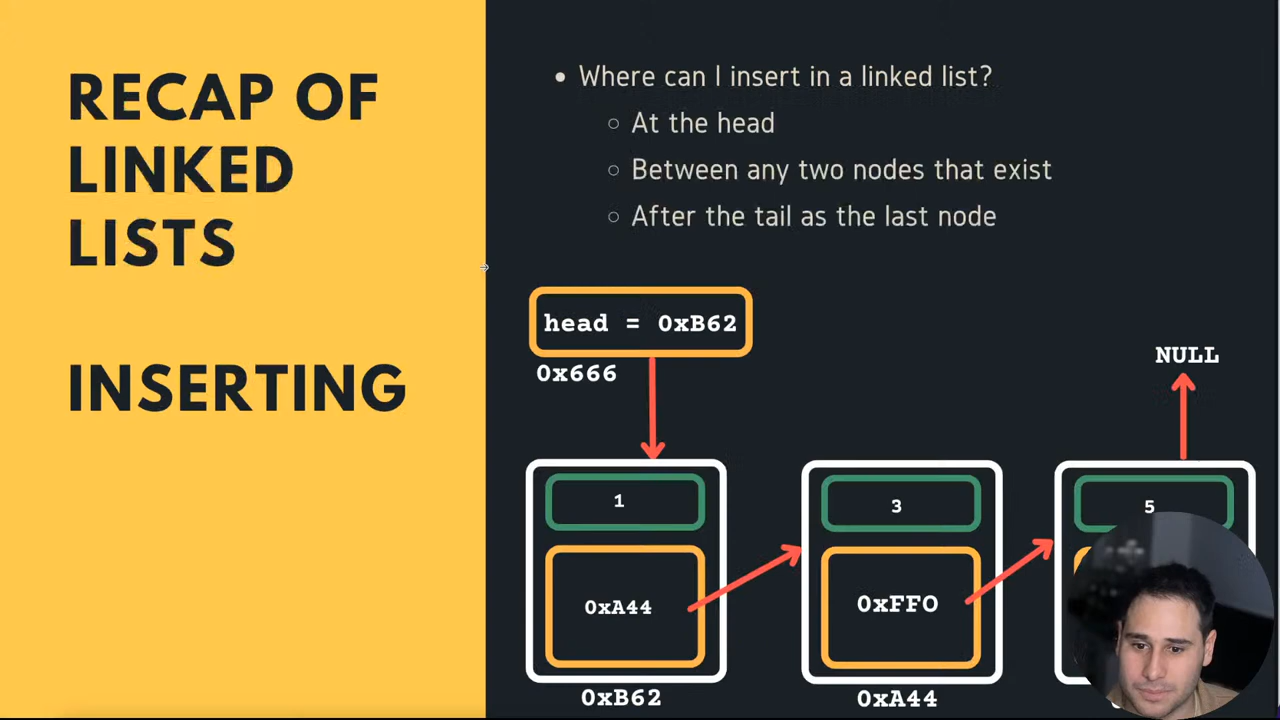 RECAP OF
LINKED
LISTS
INSERTING
• Where can I insert in a linked list?
○ At the head
○ Between any two nodes that exist
○ After the tail as the last node
head = 0xB62
0x666
NULL
1
3
5
0xA44
0xFF0
0xB62
0xA44